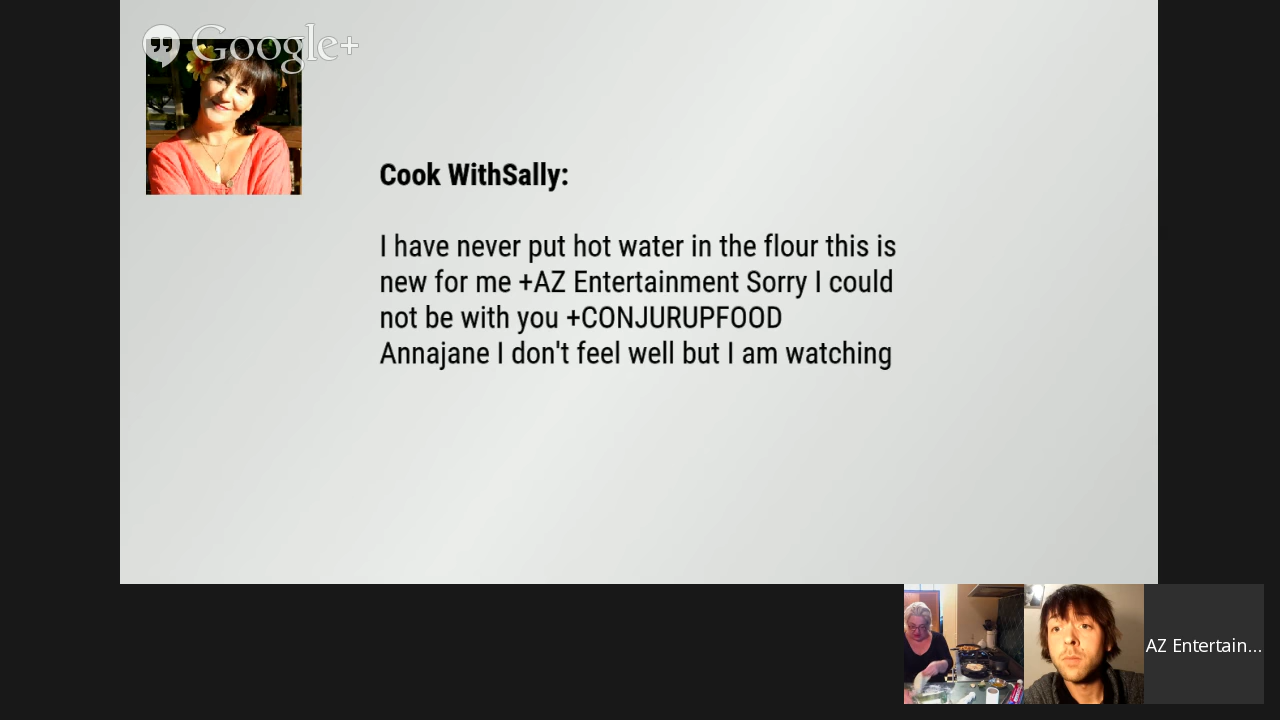 Google+
Cook WithSally:
I have never put hot water in the flour this is
new for me +AZ Entertainment Sorry I could
not be with you +CONJURUPFOOD
Annajane I don't feel well but I am watching
AZ Entertain...